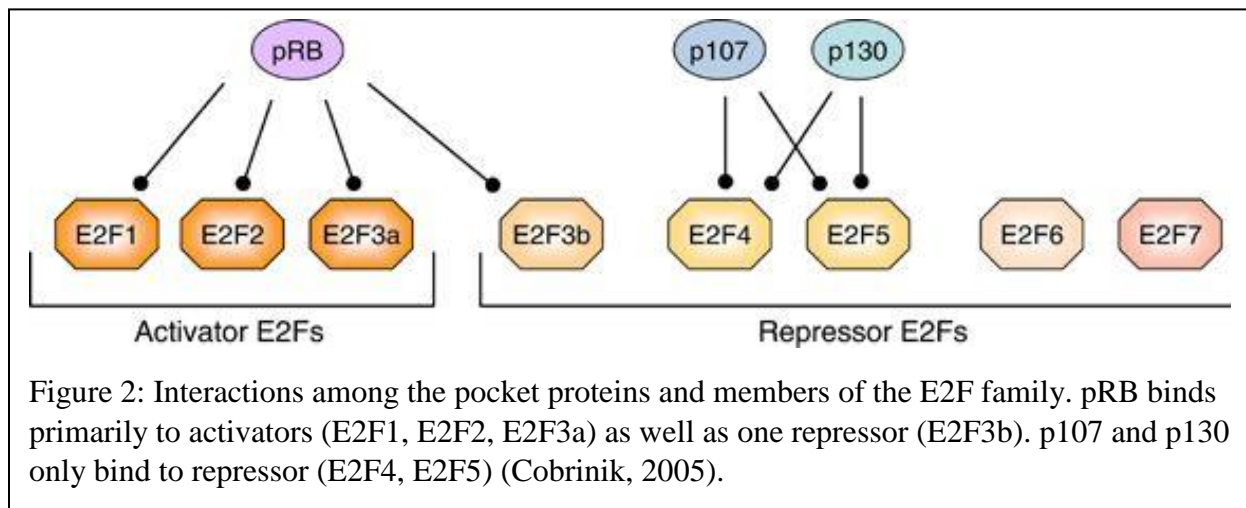 pRB p107 p130
E2F1 E2F2 E2F3a E2F3b E2F4 E2F5 E2F6 E2F7
Activator E2Fs Repressor E2Fs
Figure 2: Interactions among the pocket proteins and members of the E2F family. pRB binds
primarily to activators (E2F1, E2F2, E2F3a) as well as one repressor (E2F3b). p107 and p130
only bind to repressor (E2F4, E2F5) (Cobrinik, 2005).